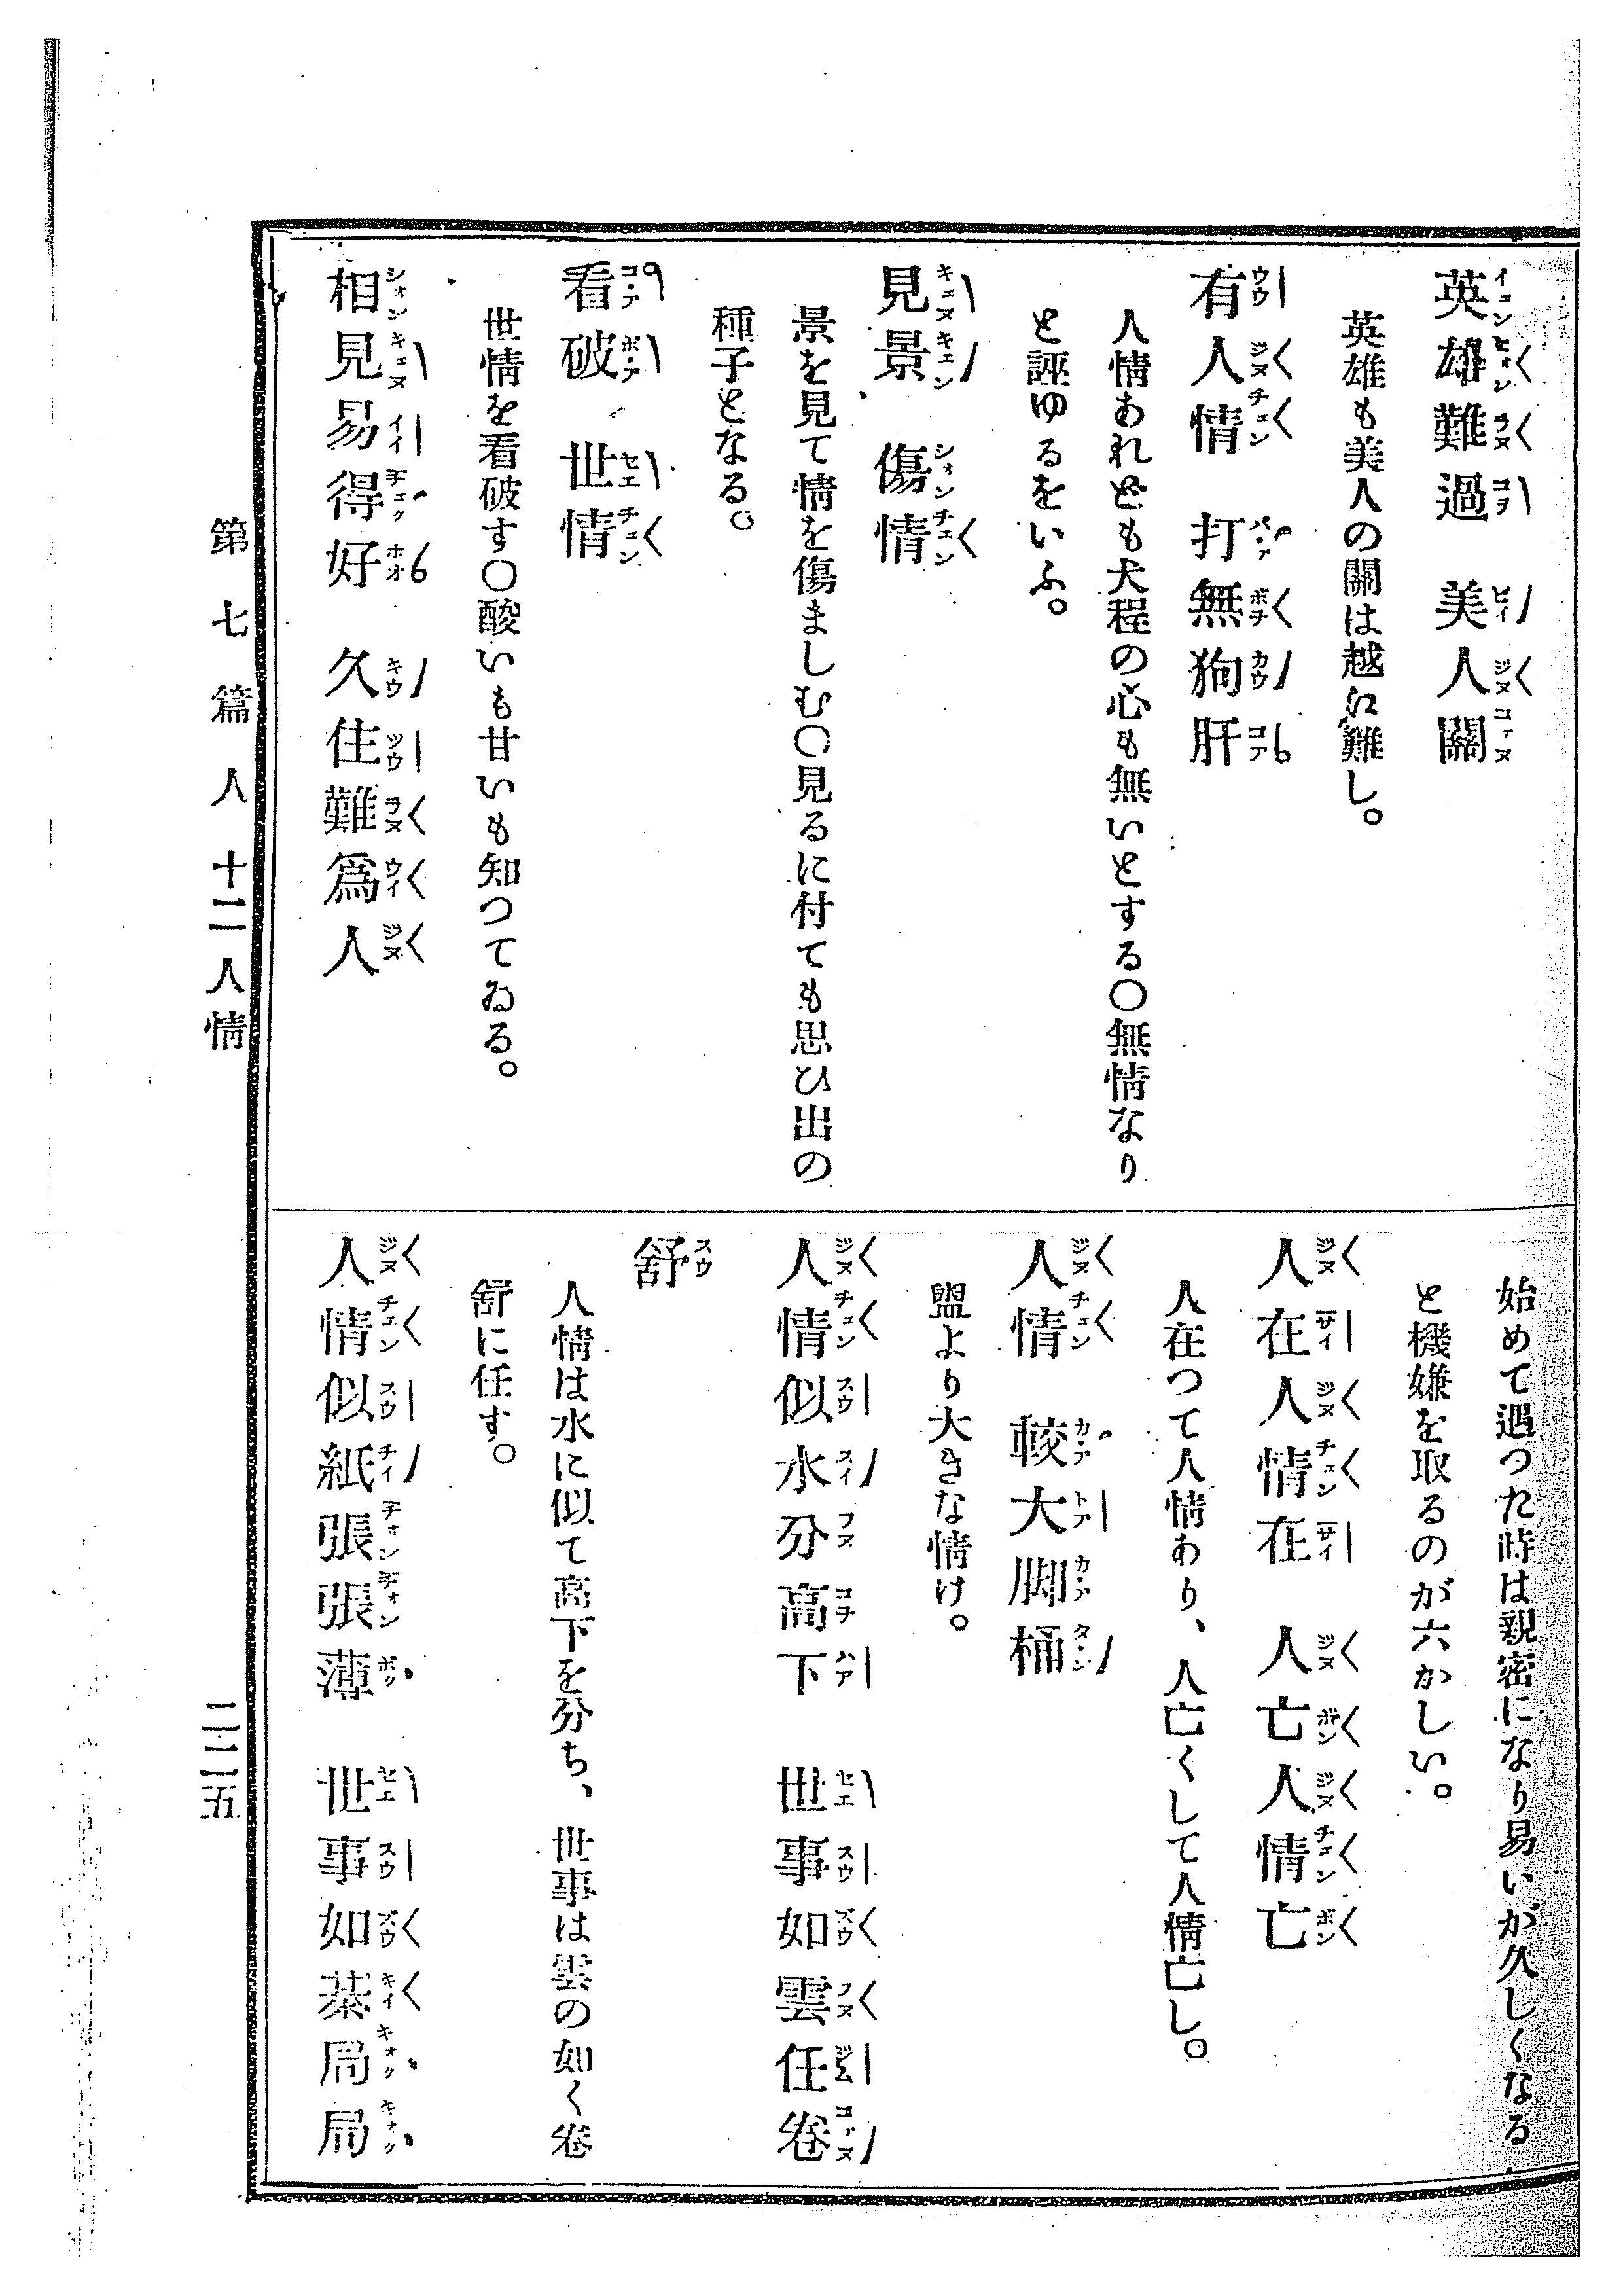 英雄難過　美人關
英雄も美人の關は越え難し。
有人情　打無狗肝
人情あれども犬程の心も無いとする〇無情なり
と誣ゆるをいふ。
見景　傷情
景を見て情を傷ましむ〇見るに付ても思ひ出の
種子となる。
看破　世情
世情を看破す〇酸いも甘いも知つてゐる。
相見易得好　久住難爲人
始めて遇つた時は親密になり易いが久しくなる
と機嫌を取るのが六かしい。
人在人情在　人亡人情亡
人在つて人情あり、人亡くして人情亡し。
人情　較大脚桶
盥より大きな情け。
人情似水分高下　世事如雲任卷
舒
人情は水に似て高下を分ち、世事は雲の如く卷
舒に任す。
人情似紙張張薄　世事如棊局局
第七篇　人　十二　人情
二二五